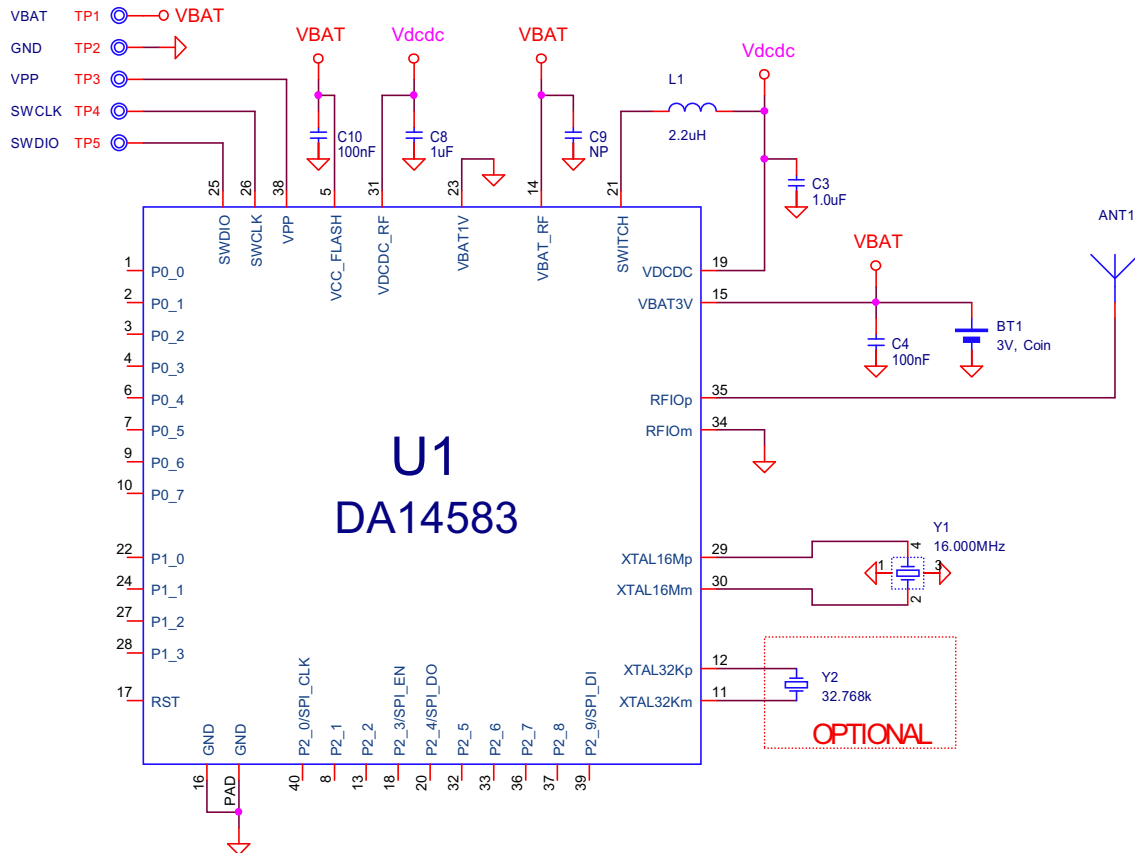 VBAT TP1 VBAT
GND TP2
VPP TP3
SWCLK TP4
SWDIO TP5
VBAT
Vdcdc
VBAT
Vdcdc
C10
100nF
C8
1uF
C9
NP
L1
2.2uH
C3
1.0uF
ANT1
25 SWDIO
26 SWCLK
38 VPP
5 VCC_FLASH
31 VDCDC_RF
23 VBAT1V
14 VBAT_RF
21 SWITCH
1 P0_0
2 P0_1
3 P0_2
4 P0_3
6 P0_4
7 P0_5
9 P0_6
10 P0_7
22 P1_0
24 P1_1
27 P1_2
28 P1_3
17 RST
U1
DA14583
VDCDC 19
VBAT3V 15
RFIOp 35
RFIOm 34
XTAL16Mp 29
XTAL16Mm 30
XTAL32Kp 12
XTAL32Km 11
VBAT
C4
100nF
BT1
3V, Coin
Y1
16.000MHz
4
1
3
2
Y2
32.768k
OPTIONAL
GND 16
GND PAD
P2_0/SPI_CLK 40
P2_1 8
P2_2 13
P2_3/SPI_EN 18
P2_4/SPI_DO 20
P2_5 32
P2_6 33
P2_7 36
P2_8 37
P2_9/SPI_DI 39